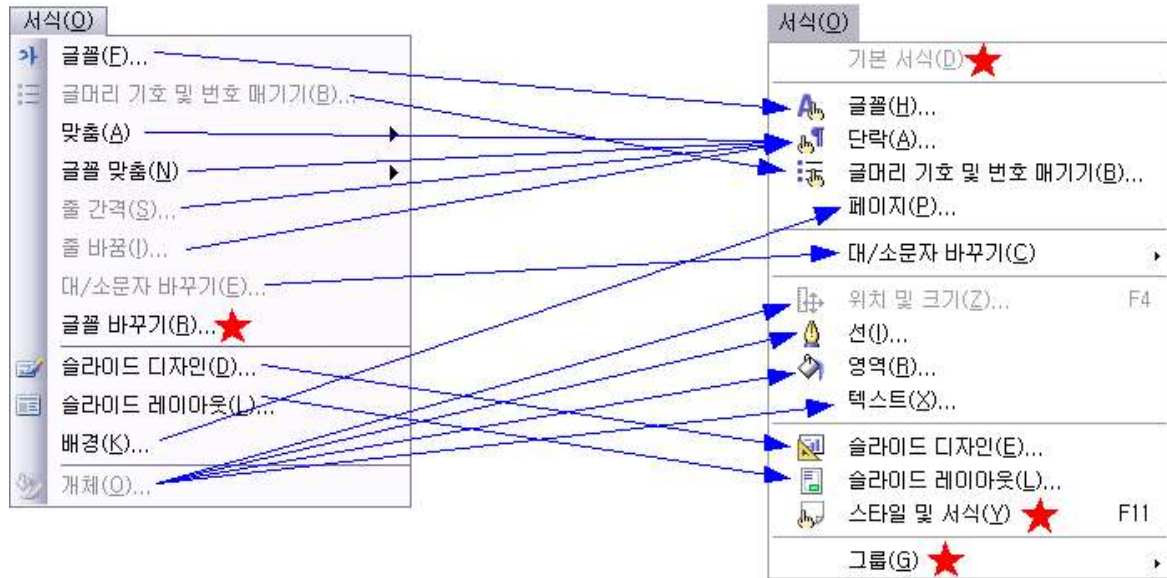 서식(O)
글꼴(F)...
글머리 기호 및 번호 매기기(B)...
맞춤(A)
글꼴 맞춤(N)
줄 간격(S)...
줄 바꿈(I)...
대/소문자 바꾸기(E)...
글꼴 바꾸기(R)...
슬라이드 디자인(D)...
슬라이드 레이아웃(L)...
배경(K)...
개체(O)...
서식(O)
기본 서식(D)
글꼴(H)...
단락(A)...
글머리 기호 및 번호 매기기(B)...
페이지(P)...
대/소문자 바꾸기(C)
위치 및 크기(Z)... F4
선(I)...
영역(R)...
텍스트(X)...
슬라이드 디자인(E)...
슬라이드 레이아웃(L)...
스타일 및 서식(Y) F11
그룹(G)